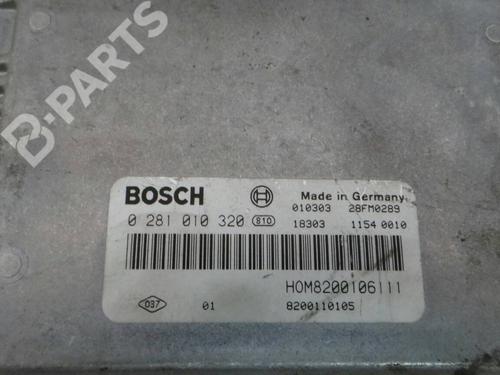 B-PARTS
BOSCH
Made in Germany
010303 28FM0289
0 281 010 320 810
18303 1154 0010
HOM8200106111
037 01 8200110105